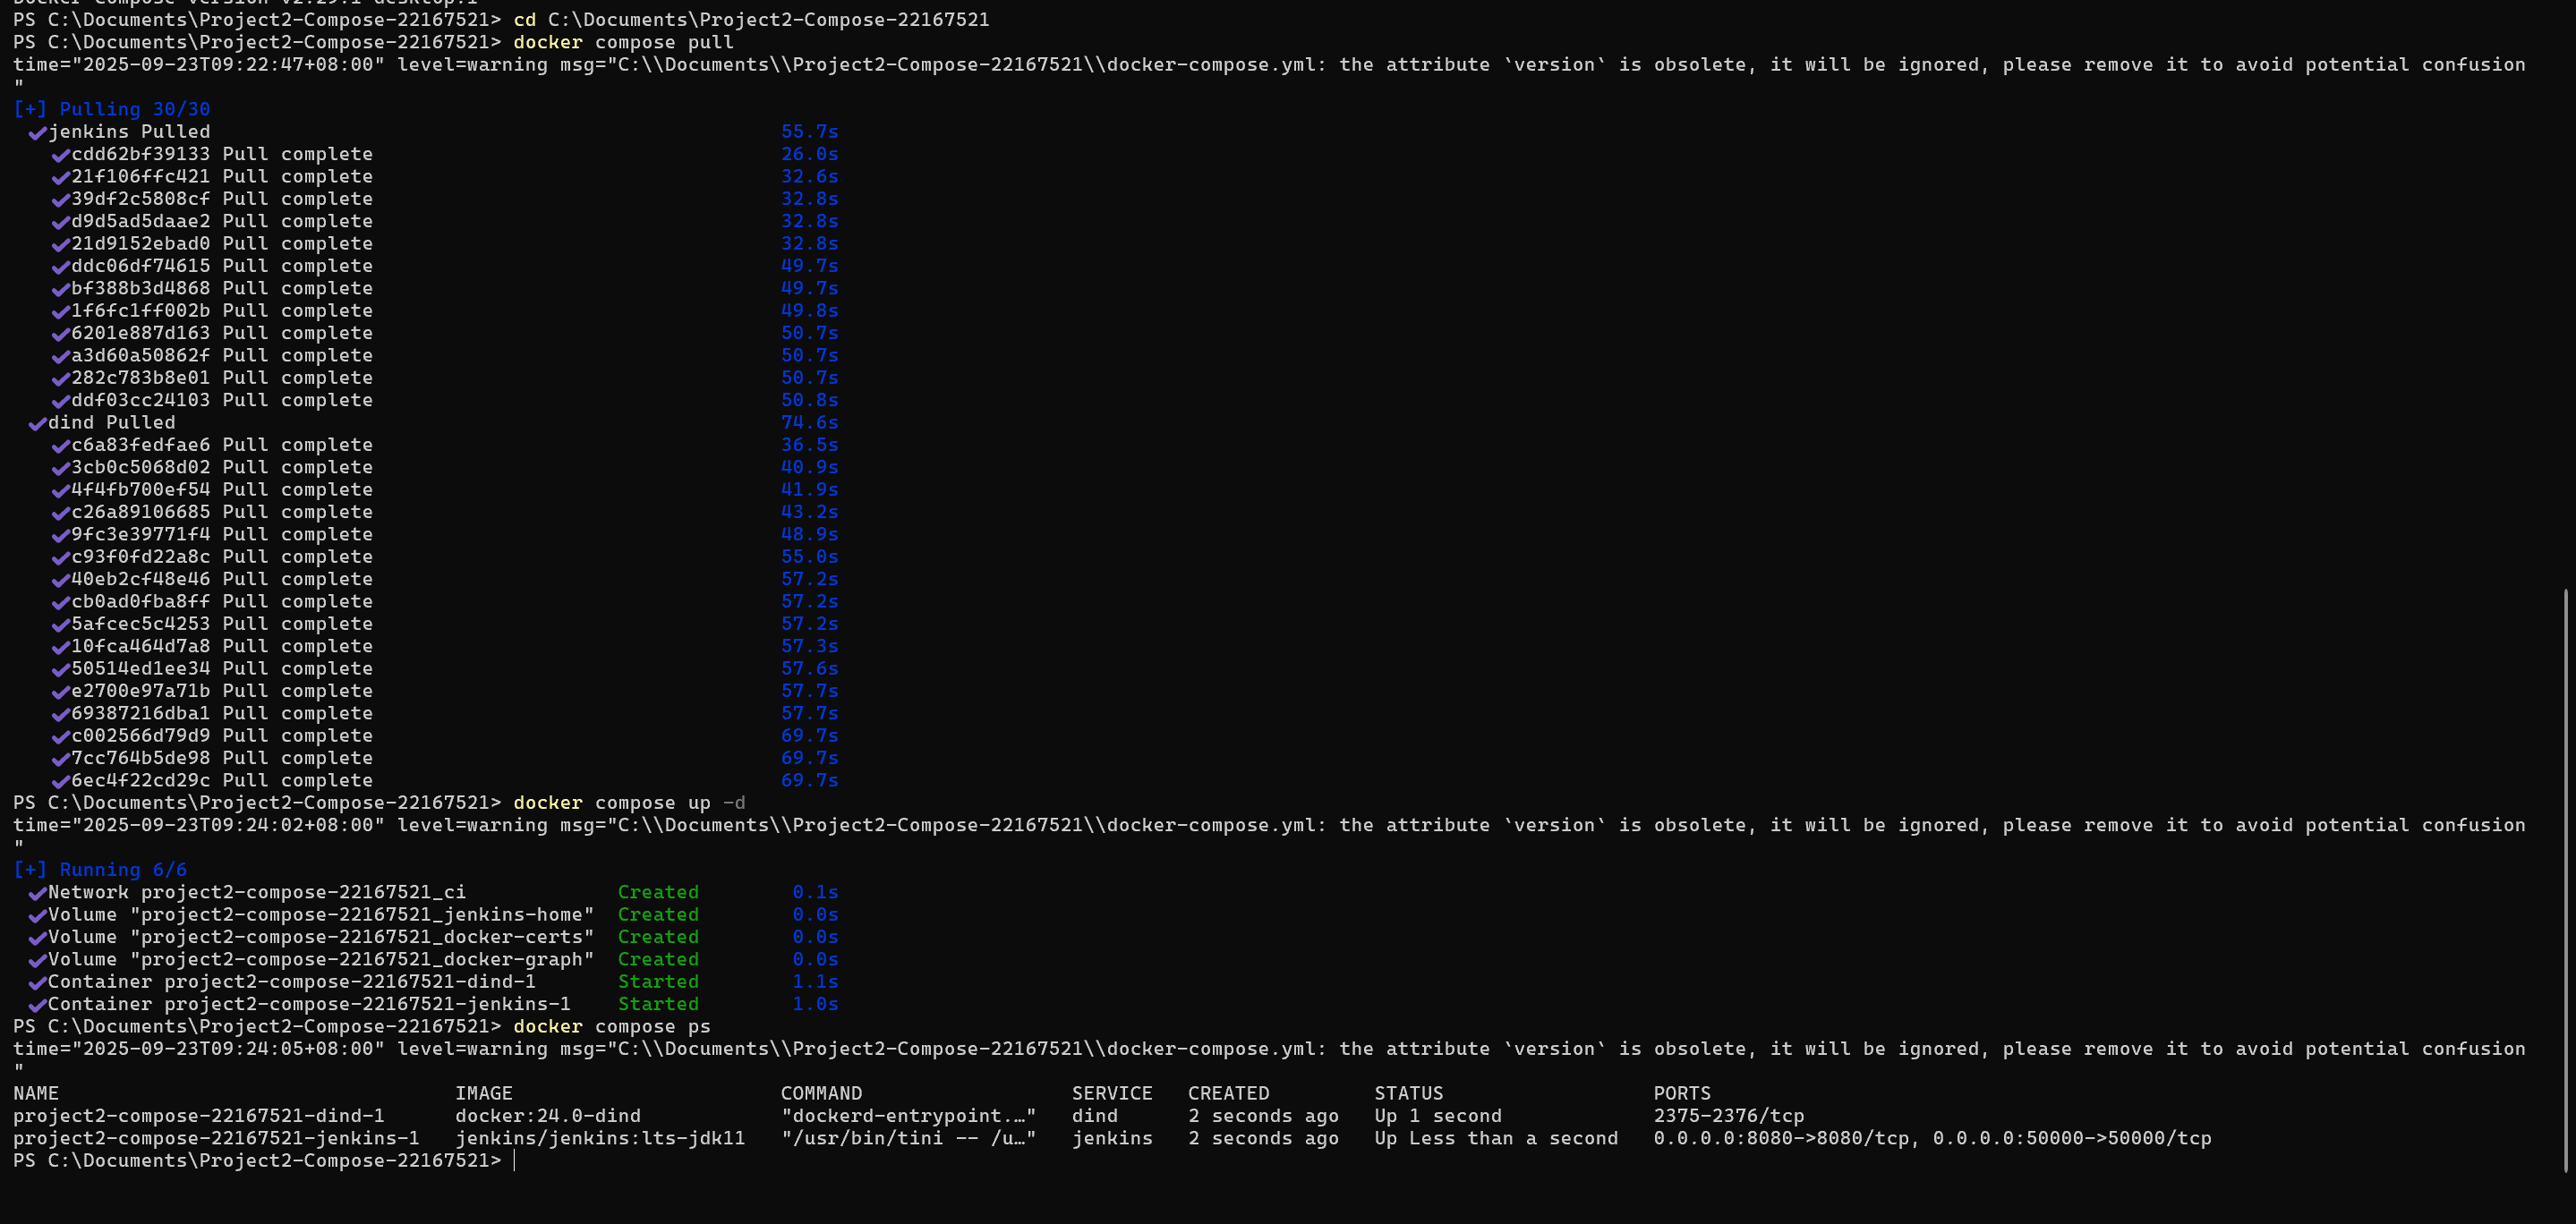 Docker Compose version v2.29.1-desktop.1
PS C:\Documents\Project2-Compose-22167521> cd C:\Documents\Project2-Compose-22167521
PS C:\Documents\Project2-Compose-22167521> docker compose pull
time="2025-09-23T09:22:47+08:00" level=warning msg="C:\\Documents\\Project2-Compose-22167521\\docker-compose.yml: the attribute `version` is obsolete, it will be ignored, please remove it to avoid potential confusion
"
[+] Pulling 30/30
✔jenkins Pulled 55.7s
✔cdd62bf39133 Pull complete 26.0s
✔21f106ffc421 Pull complete 32.6s
✔39df2c5808cf Pull complete 32.8s
✔d9d5ad5daae2 Pull complete 32.8s
✔21d9152ebad0 Pull complete 32.8s
✔ddc06df74615 Pull complete 49.7s
✔bf388b3d4868 Pull complete 49.7s
✔1f6fc1ff002b Pull complete 49.8s
✔6201e887d163 Pull complete 50.7s
✔a3d60a50862f Pull complete 50.7s
✔282c783b8e01 Pull complete 50.7s
✔ddf03cc24103 Pull complete 50.8s
✔dind Pulled 74.6s
✔c6a83fedfae6 Pull complete 36.5s
✔3cb0c5068d02 Pull complete 40.9s
✔4f4fb700ef54 Pull complete 41.9s
✔c26a89106685 Pull complete 43.2s
✔9fc3e39771f4 Pull complete 48.9s
✔c93f0fd22a8c Pull complete 55.0s
✔40eb2cf48e46 Pull complete 57.2s
✔cb0ad0fba8ff Pull complete 57.2s
✔5afcec5c4253 Pull complete 57.2s
✔10fca464d7a8 Pull complete 57.3s
✔50514ed1ee34 Pull complete 57.6s
✔e2700e97a71b Pull complete 57.7s
✔69387216dba1 Pull complete 57.7s
✔c002566d79d9 Pull complete 69.7s
✔7cc764b5de98 Pull complete 69.7s
✔6ec4f22cd29c Pull complete 69.7s
PS C:\Documents\Project2-Compose-22167521> docker compose up -d
time="2025-09-23T09:24:02+08:00" level=warning msg="C:\\Documents\\Project2-Compose-22167521\\docker-compose.yml: the attribute `version` is obsolete, it will be ignored, please remove it to avoid potential confusion
"
[+] Running 6/6
✔Network project2-compose-22167521_ci Created 0.1s
✔Volume "project2-compose-22167521_jenkins-home" Created 0.0s
✔Volume "project2-compose-22167521_docker-certs" Created 0.0s
✔Volume "project2-compose-22167521_docker-graph" Created 0.0s
✔Container project2-compose-22167521-dind-1 Started 1.1s
✔Container project2-compose-22167521-jenkins-1 Started 1.0s
PS C:\Documents\Project2-Compose-22167521> docker compose ps
time="2025-09-23T09:24:05+08:00" level=warning msg="C:\\Documents\\Project2-Compose-22167521\\docker-compose.yml: the attribute `version` is obsolete, it will be ignored, please remove it to avoid potential confusion
"
NAME IMAGE COMMAND SERVICE CREATED STATUS PORTS
project2-compose-22167521-dind-1 docker:24.0-dind "dockerd-entrypoint.…" dind 2 seconds ago Up 1 second 2375-2376/tcp
project2-compose-22167521-jenkins-1 jenkins/jenkins:lts-jdk11 "/usr/bin/tini -- /u…" jenkins 2 seconds ago Up Less than a second 0.0.0.0:8080->8080/tcp, 0.0.0.0:50000->50000/tcp
PS C:\Documents\Project2-Compose-22167521>